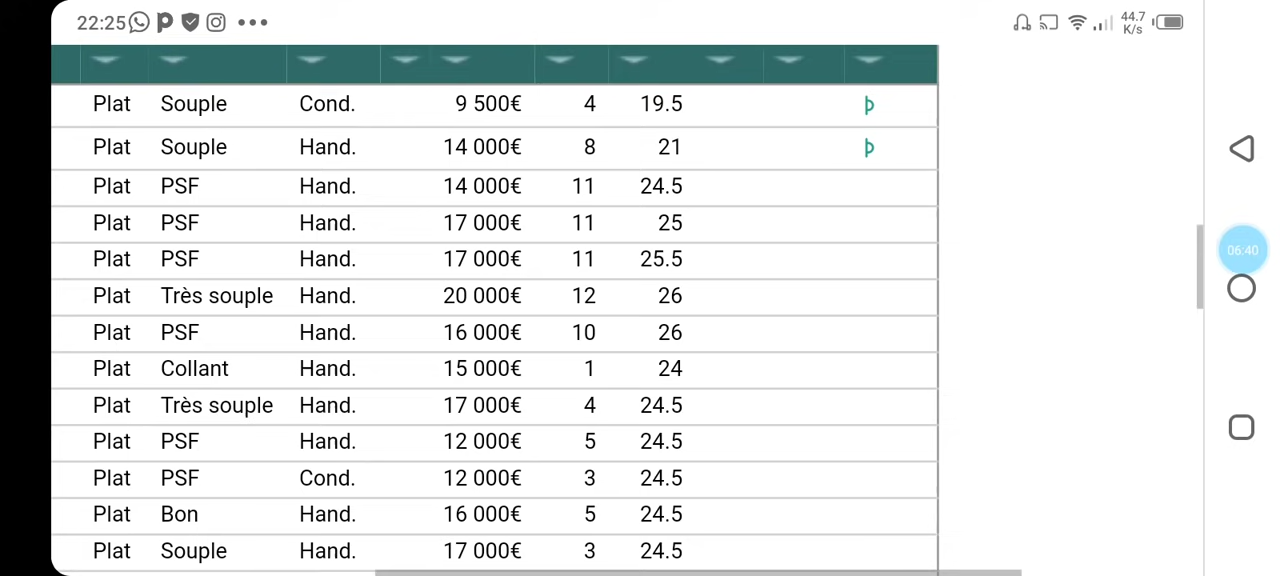 22:25 44.7 K/s
Plat Souple Cond. 9 500€ 4 19.5 þ
Plat Souple Hand. 14 000€ 8 21 þ
Plat PSF Hand. 14 000€ 11 24.5
Plat PSF Hand. 17 000€ 11 25
Plat PSF Hand. 17 000€ 11 25.5
06:40
Plat Très souple Hand. 20 000€ 12 26
Plat PSF Hand. 16 000€ 10 26
Plat Collant Hand. 15 000€ 1 24
Plat Très souple Hand. 17 000€ 4 24.5
Plat PSF Hand. 12 000€ 5 24.5
Plat PSF Cond. 12 000€ 3 24.5
Plat Bon Hand. 16 000€ 5 24.5
Plat Souple Hand. 17 000€ 3 24.5